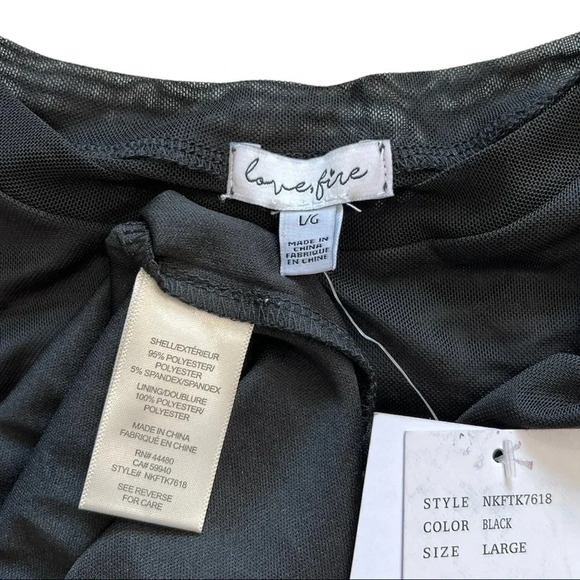 love, fire
L/G
MADE IN
CHINA
FABRIQUE
EN CHINE
SHELL/EXTÉRIEUR
95% POLYESTER/
POLYESTER
5% SPANDEX/SPANDEX
LINING/DOUBLURE
100% POLYESTER/
POLYESTER
MADE IN CHINA
FABRIQUÉ EN CHINE
RN# 44480
CA# 59940
STYLE# NKFTK7618
SEE REVERSE
FOR CARE
STYLE NKFTK7618
COLOR BLACK
SIZE LARGE